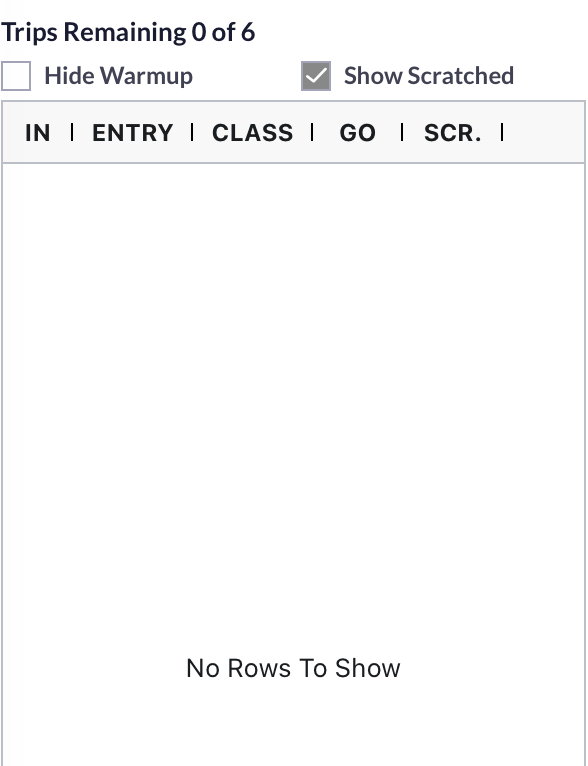 Trips Remaining 0 of 6
Hide Warmup Show Scratched
IN | ENTRY | CLASS | GO | SCR. |
No Rows To Show